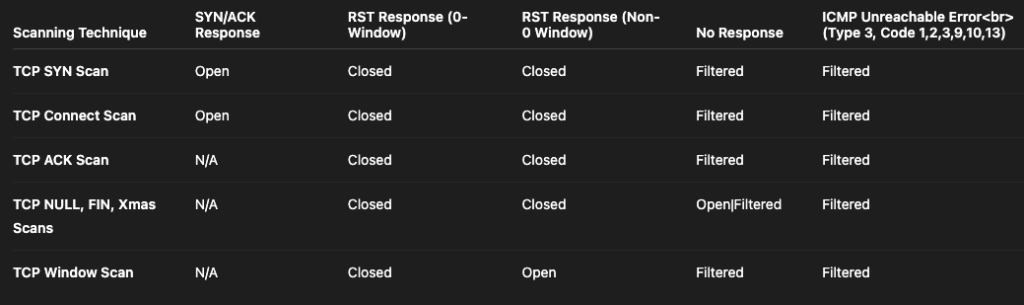 Scanning Technique SYN/ACK Response RST Response (0-Window) RST Response (Non-0 Window) No Response ICMP Unreachable Error<br>(Type 3, Code 1,2,3,9,10,13)
TCP SYN Scan Open Closed Closed Filtered Filtered
TCP Connect Scan Open Closed Closed Filtered Filtered
TCP ACK Scan N/A Closed Closed Filtered Filtered
TCP NULL, FIN, Xmas Scans N/A Closed Closed Open|Filtered Filtered
TCP Window Scan N/A Closed Open Filtered Filtered